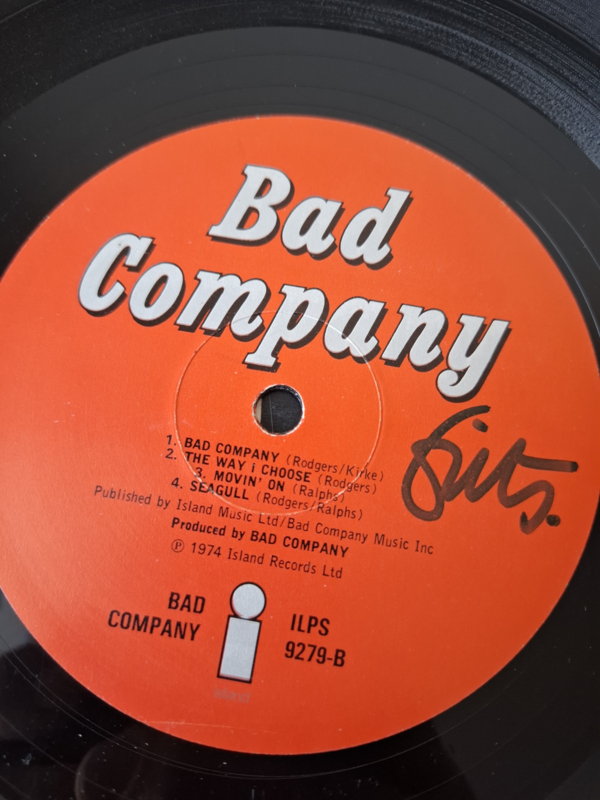 Bad
Company
1. BAD COMPANY (Rodgers/Kirke)
2. THE WAY i CHOOSE (Rodgers)
3. MOVIN' ON (Ralphs)
4. SEAGULL (Rodgers/Ralphs)
Published by Island Music Ltd/Bad Company Music Inc
Produced by BAD COMPANY
℗ 1974 Island Records Ltd
BAD
COMPANY
ILPS
9279-B